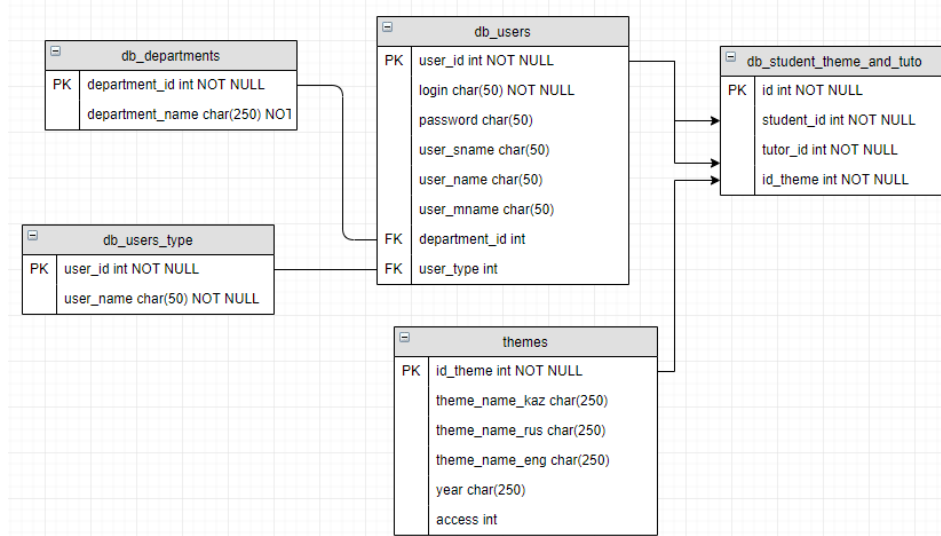 db_departments
PK department_id int NOT NULL
department_name char(250) NOT
db_users
PK user_id int NOT NULL
login char(50) NOT NULL
password char(50)
user_sname char(50)
user_name char(50)
user_mname char(50)
FK department_id int
FK user_type int
db_student_theme_and_tuto
PK id int NOT NULL
student_id int NOT NULL
tutor_id int NOT NULL
id_theme int NOT NULL
db_users_type
PK user_id int NOT NULL
user_name char(50) NOT NULL
themes
PK id_theme int NOT NULL
theme_name_kaz char(250)
theme_name_rus char(250)
theme_name_eng char(250)
year char(250)
access int